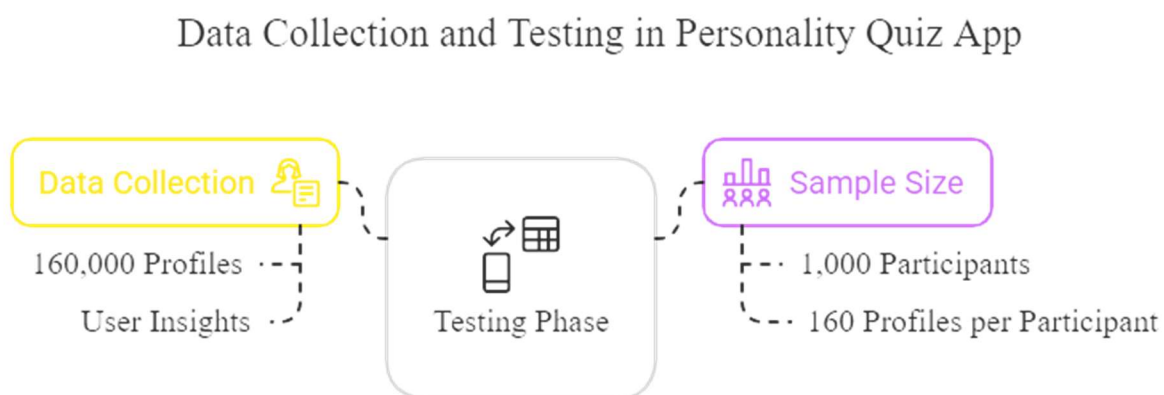 Data Collection and Testing in Personality Quiz App
Data Collection
160,000 Profiles
User Insights
Testing Phase
Sample Size
1,000 Participants
160 Profiles per Participant